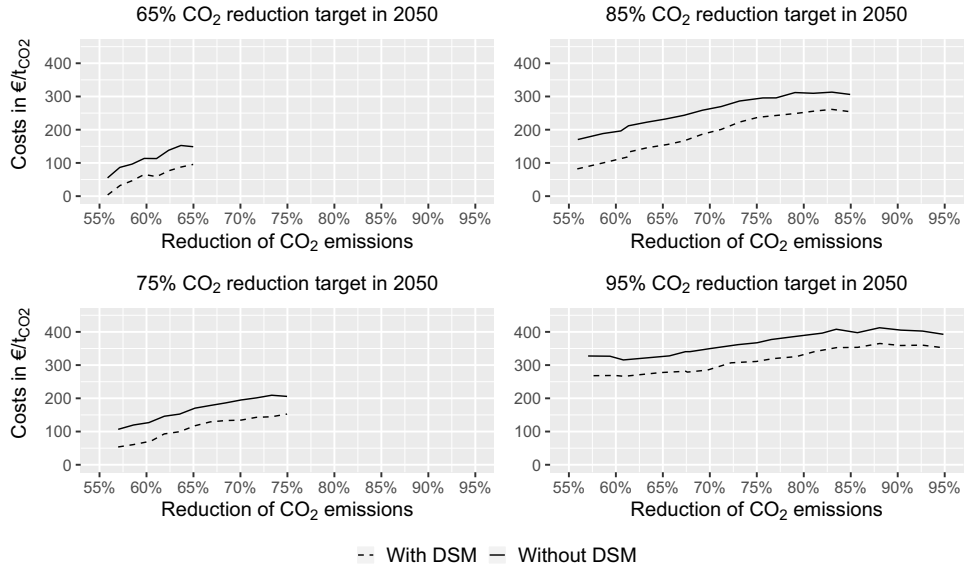 65% CO2 reduction target in 2050
Costs in €/tCO2
400
300
200
100
0
55% 60% 65% 70% 75% 80% 85% 90% 95%
Reduction of CO2 emissions
85% CO2 reduction target in 2050
400
300
200
100
0
55% 60% 65% 70% 75% 80% 85% 90% 95%
Reduction of CO2 emissions
75% CO2 reduction target in 2050
Costs in €/tCO2
400
300
200
100
0
55% 60% 65% 70% 75% 80% 85% 90% 95%
Reduction of CO2 emissions
95% CO2 reduction target in 2050
400
300
200
100
0
55% 60% 65% 70% 75% 80% 85% 90% 95%
Reduction of CO2 emissions
With DSM Without DSM